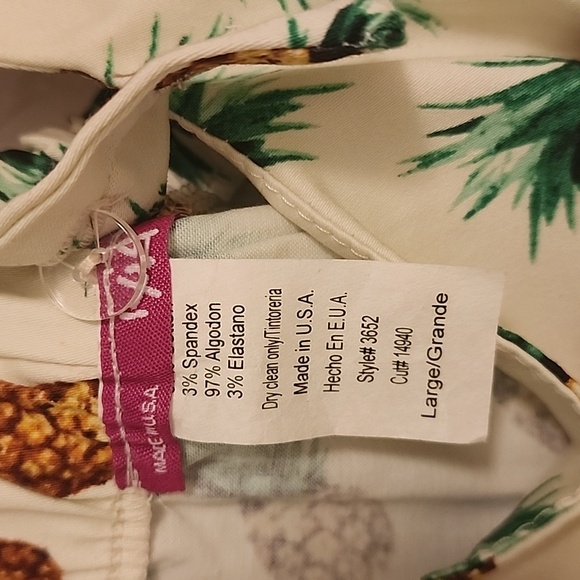 3% Spandex
97% Algodon
3% Elastano
Dry clean only/Tintoreria
Made in U.S.A.
Hecho En E.U.A.
Style# 3652
Cut# 14940
Large/Grande
MADE IN U.S.A.